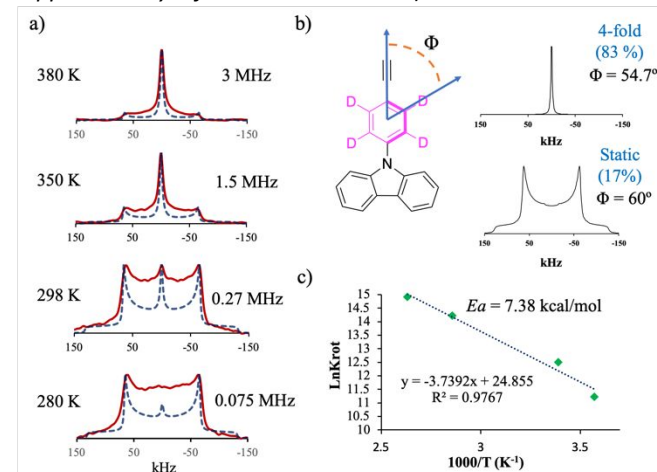 a)
380 K
3 MHz
150 50 -50 -150
350 K
1.5 MHz
150 50 -50 -150
298 K
0.27 MHz
150 50 -50 -150
280 K
0.075 MHz
150 50 -50 -150
kHz
b)
Φ
D D
D D
N
4-fold
(83 %)
Φ = 54.7º
150 50 -50 -150
kHz
Static
(17%)
Φ = 60º
150 50 -50 -150
kHz
c)
LnKrot
15
14.5
14
13.5
13
12.5
12
11.5
11
10.5
10
Ea = 7.38 kcal/mol
y = -3.7392x + 24.855
R² = 0.9767
2.5 3 3.5
1000/T (K-1)